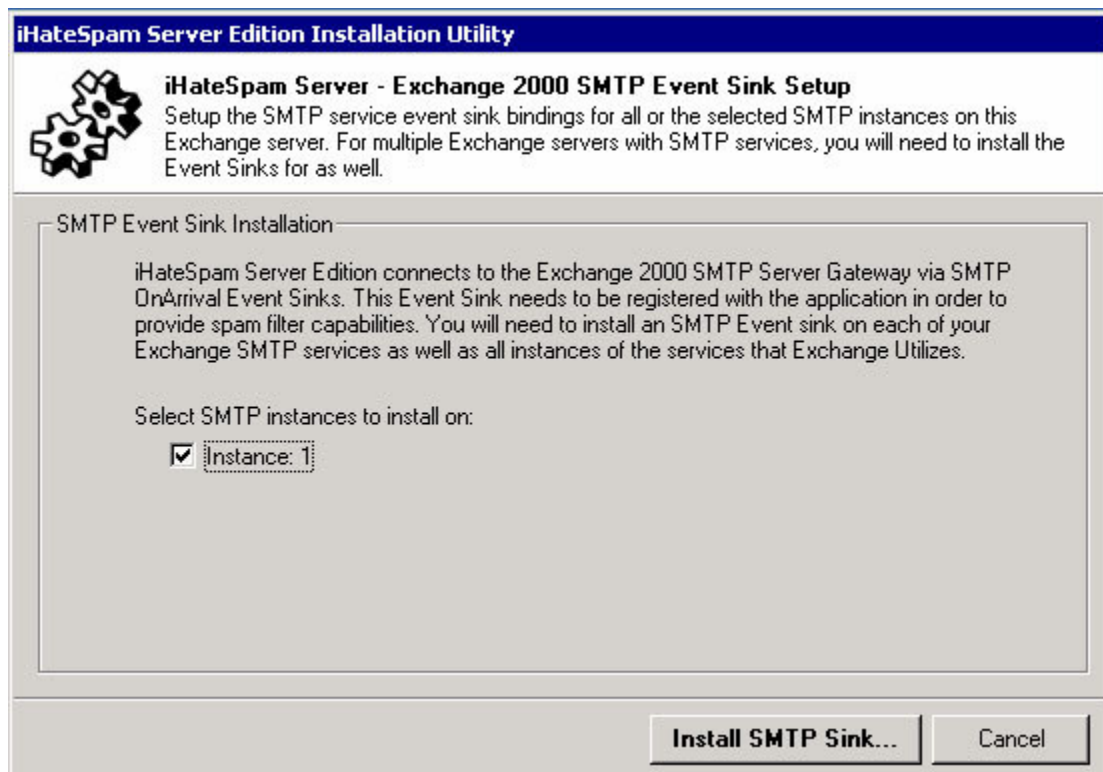 iHateSpam Server Edition Installation Utility
iHateSpam Server - Exchange 2000 SMTP Event Sink Setup
Setup the SMTP service event sink bindings for all or the selected SMTP instances on this
Exchange server. For multiple Exchange servers with SMTP services, you will need to install the
Event Sinks for as well.
SMTP Event Sink Installation
iHateSpam Server Edition connects to the Exchange 2000 SMTP Server Gateway via SMTP
OnArrival Event Sinks. This Event Sink needs to be registered with the application in order to
provide spam filter capabilities. You will need to install an SMTP Event sink on each of your
Exchange SMTP services as well as all instances of the services that Exchange Utilizes.
Select SMTP instances to install on:
Instance: 1
Install SMTP Sink...
Cancel